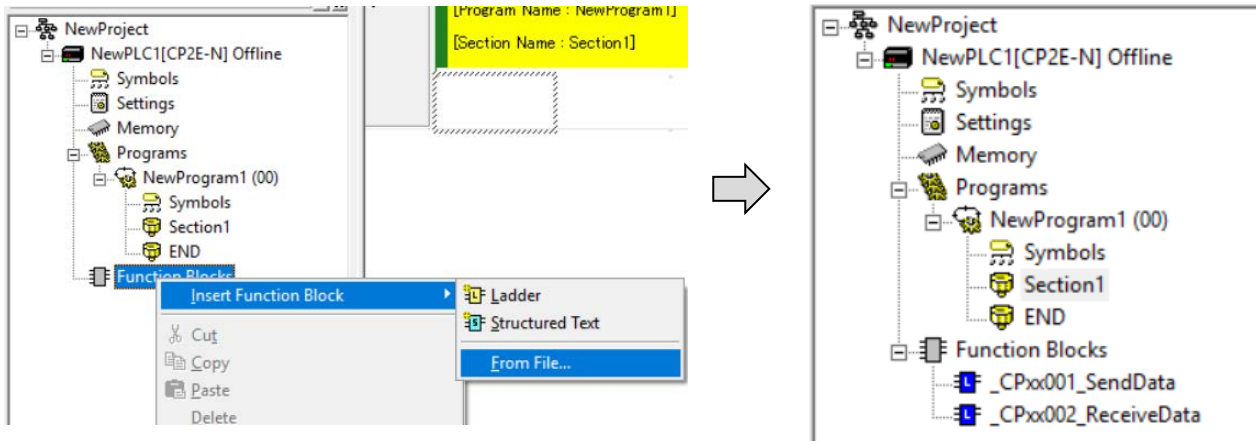 NewProject
NewPLC1[CP2E-N] Offline
Symbols
Settings
Memory
Programs
NewProgram1 (00)
Symbols
Section1
END
Function Blocks
[Program Name : NewProgram1]
[Section Name : Section1]
Insert Function Block
Cut
Copy
Paste
Delete
Ladder
Structured Text
From File...
NewProject
NewPLC1[CP2E-N] Offline
Symbols
Settings
Memory
Programs
NewProgram1 (00)
Symbols
Section1
END
Function Blocks
_CPxx001_SendData
_CPxx002_ReceiveData